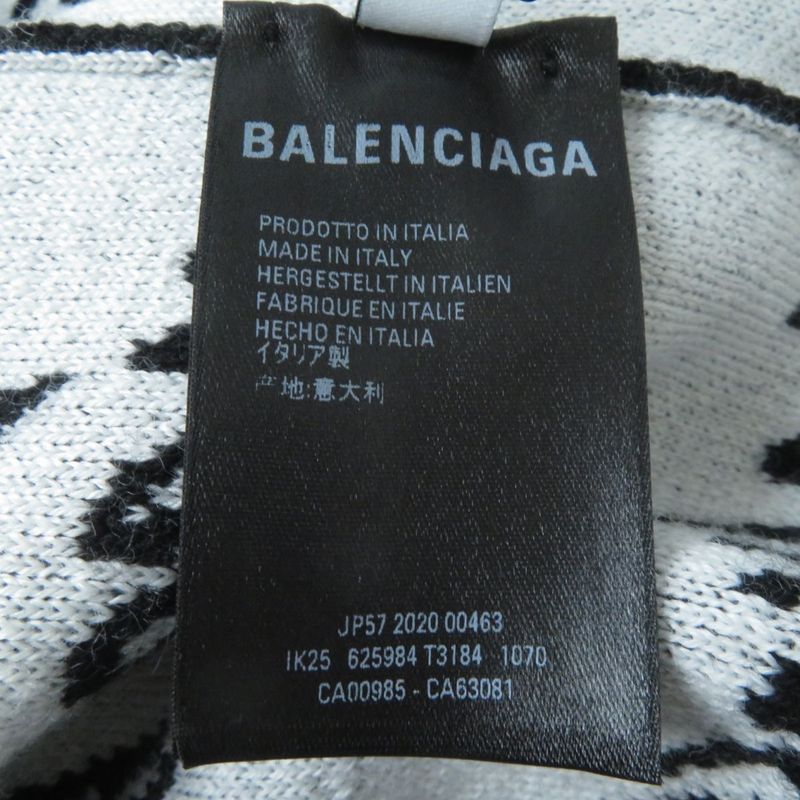 BALENCIAGA
PRODOTTO IN ITALIA
MADE IN ITALY
HERGESTELLT IN ITALIEN
FABRIQUE EN ITALIE
HECHO EN ITALIA
イタリア製
产地:意大利
JP57 2020 00463
IK25 625984 T3184 1070
CA00985 - CA63081